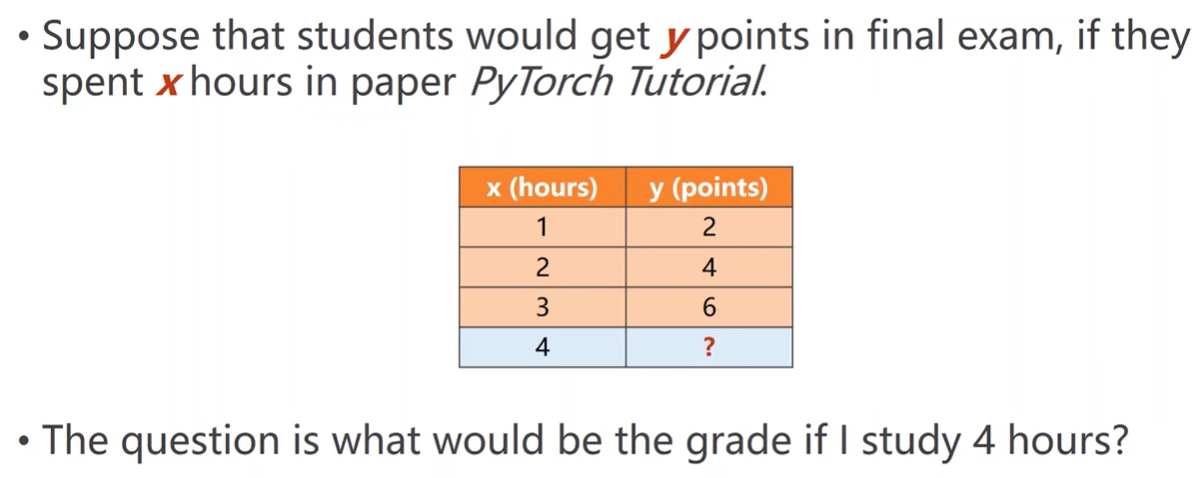 • Suppose that students would get y points in final exam, if they
spent x hours in paper PyTorch Tutorial.
x (hours) y (points)
1 2
2 4
3 6
4 ?
• The question is what would be the grade if I study 4 hours?